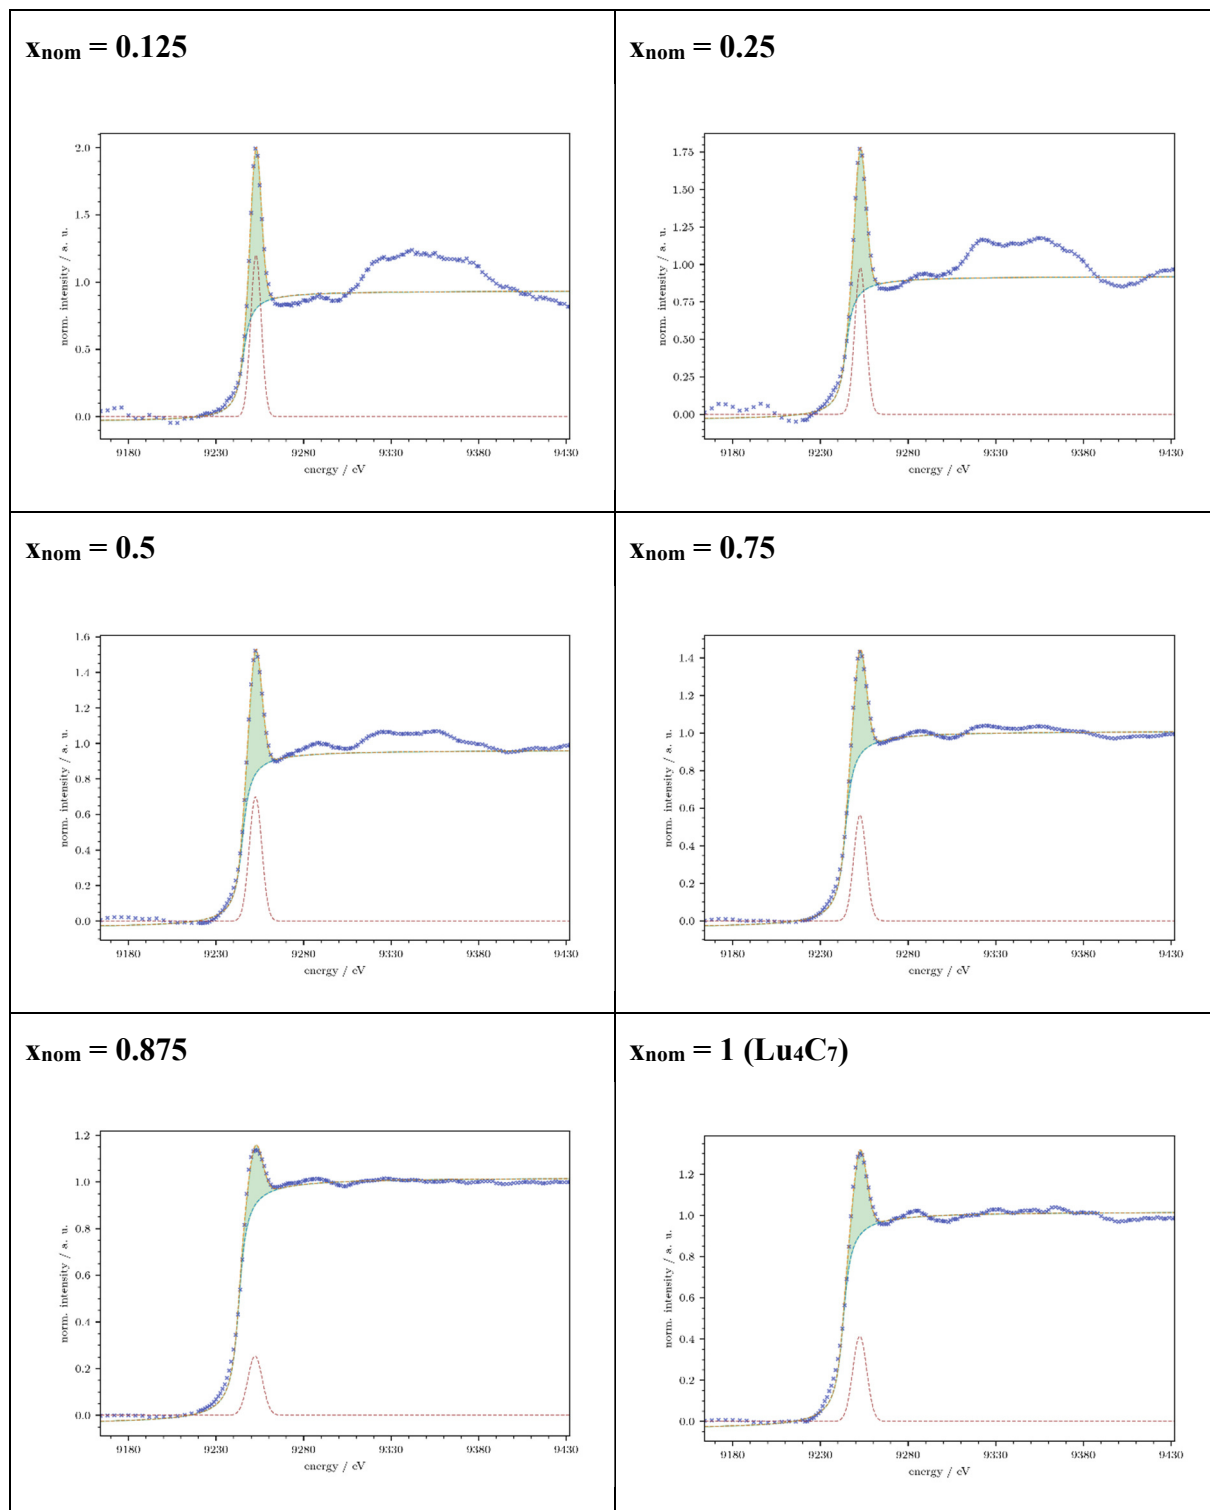 xnom = 0.125
norm. intensity / a. u.
2.0
1.5
1.0
0.5
0.0
9180 9230 9280 9330 9380 9430
energy / eV
xnom = 0.25
norm. intensity / a. u.
1.75
1.50
1.25
1.00
0.75
0.50
0.25
0.00
9180 9230 9280 9330 9380 9430
energy / eV
xnom = 0.5
norm. intensity / a. u.
1.6
1.4
1.2
1.0
0.8
0.6
0.4
0.2
0.0
9180 9230 9280 9330 9380 9430
energy / eV
xnom = 0.75
norm. intensity / a. u.
1.4
1.2
1.0
0.8
0.6
0.4
0.2
0.0
9180 9230 9280 9330 9380 9430
energy / eV
xnom = 0.875
norm. intensity / a. u.
1.2
1.0
0.8
0.6
0.4
0.2
0.0
9180 9230 9280 9330 9380 9430
energy / eV
xnom = 1 (Lu4C7)
norm. intensity / a. u.
1.2
1.0
0.8
0.6
0.4
0.2
0.0
9180 9230 9280 9330 9380 9430
energy / eV